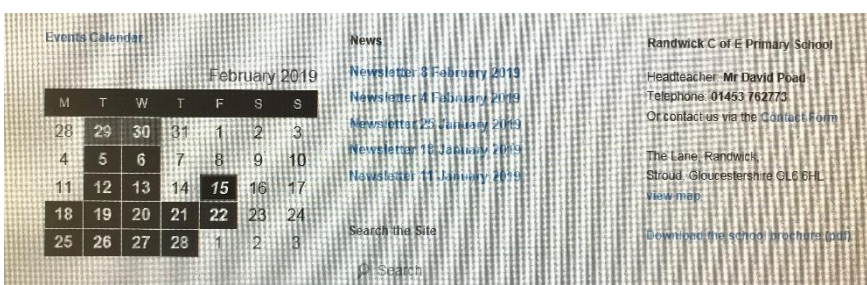 Events Calendar
February 2019
M T W T F S S
28 29 30 31 1 2 3
4 5 6 7 8 9 10
11 12 13 14 15 16 17
18 19 20 21 22 23 24
25 26 27 28 1 2 3
News
Newsletter 8 February 2019
Newsletter 4 February 2019
Newsletter 25 January 2019
Newsletter 18 January 2019
Newsletter 11 January 2019
Search the Site
Search
Randwick C of E Primary School
Headteacher: Mr David Poad
Telephone: 01453 762773
Or contact us via the Contact Form
The Lane, Randwick,
Stroud, Gloucestershire GL6 6HL
view map
Download the school brochure (pdf)